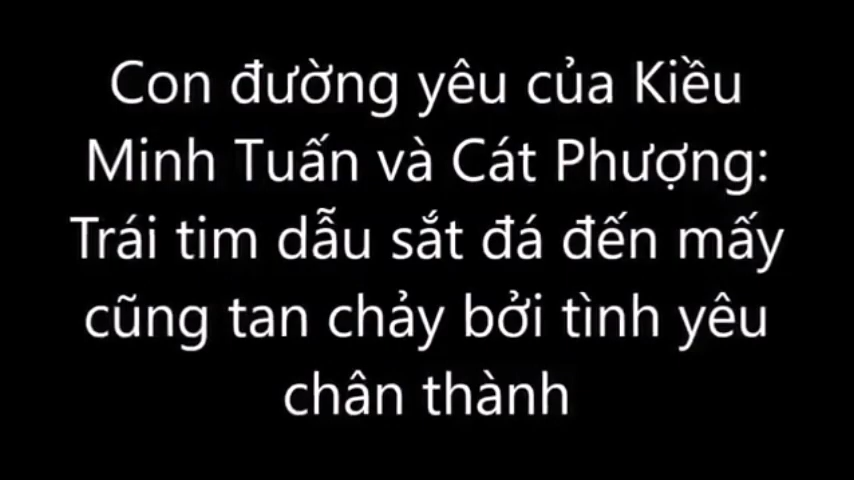 Con đường yêu của Kiều
Minh Tuấn và Cát Phượng:
Trái tim dẫu sắt đá đến mấy
cũng tan chảy bởi tình yêu
chân thành